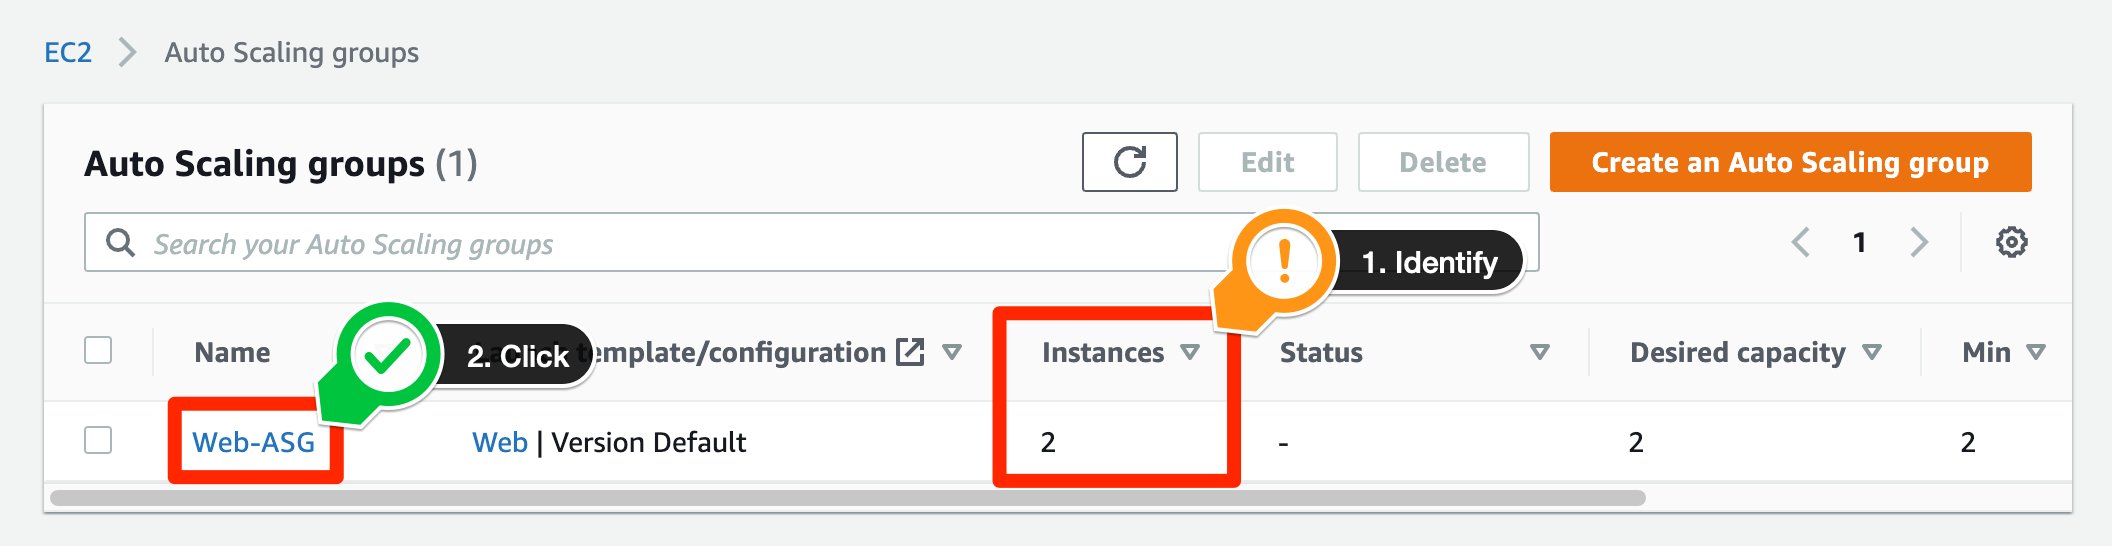 EC2 Auto Scaling groups
Auto Scaling groups (1)
Edit
Delete
Create an Auto Scaling group
Search your Auto Scaling groups
1. Identify
1
Name
2. Click
template/configuration
Instances
Status
Desired capacity
Min
Web-ASG
Web | Version Default
2
-
2
2